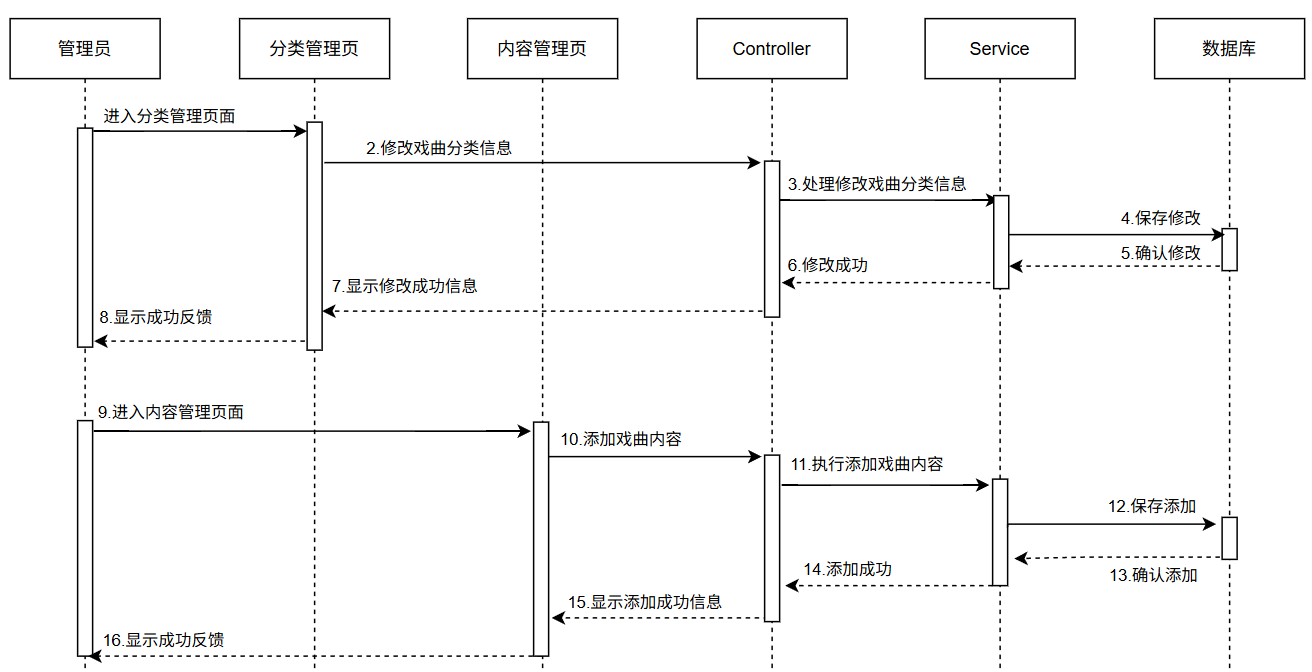 管理员
分类管理页
内容管理页
Controller
Service
数据库
进入分类管理页面
2.修改戏曲分类信息
3.处理修改戏曲分类信息
4.保存修改
5.确认修改
6.修改成功
7.显示修改成功信息
8.显示成功反馈
9.进入内容管理页面
10.添加戏曲内容
11.执行添加戏曲内容
12.保存添加
13.确认添加
14.添加成功
15.显示添加成功信息
16.显示成功反馈